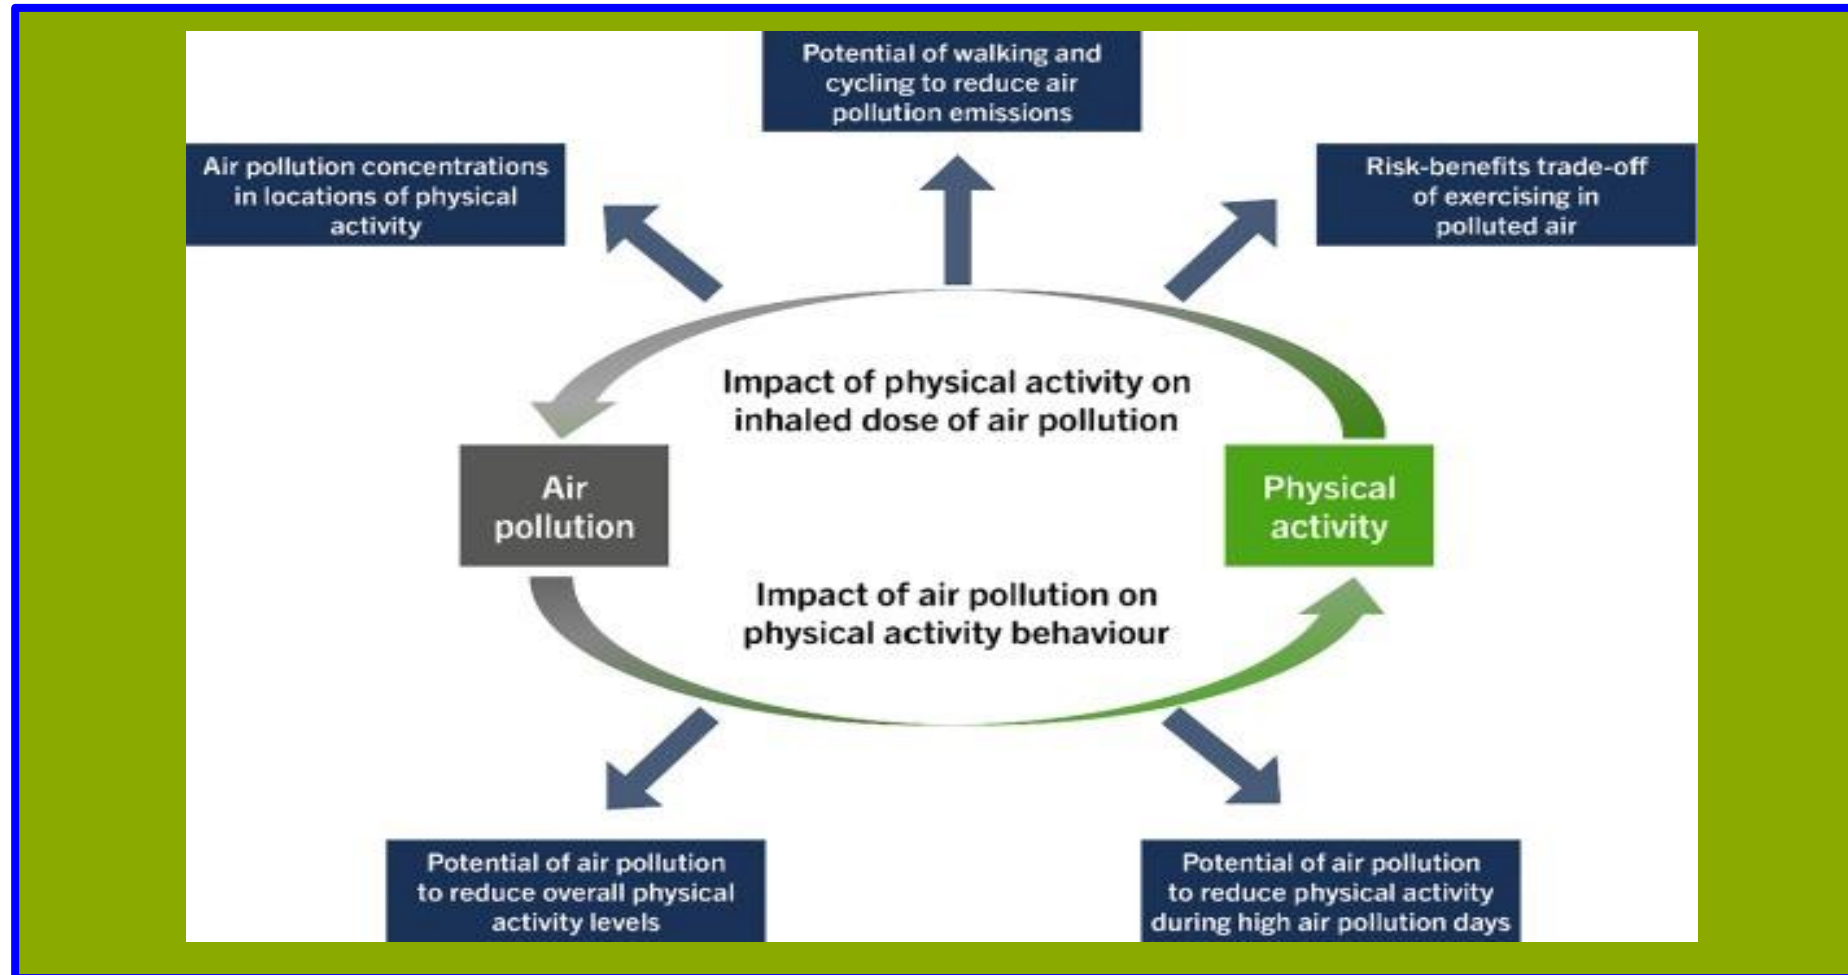 Potential of walking and
cycling to reduce air
pollution emissions
Air pollution concentrations
in locations of physical
activity
Risk-benefits trade-off
of exercising in
polluted air
Impact of physical activity on
inhaled dose of air pollution
Air
pollution
Physical
activity
Impact of air pollution on
physical activity behaviour
Potential of air pollution
to reduce overall physical
activity levels
Potential of air pollution
to reduce physical activity
during high air pollution days